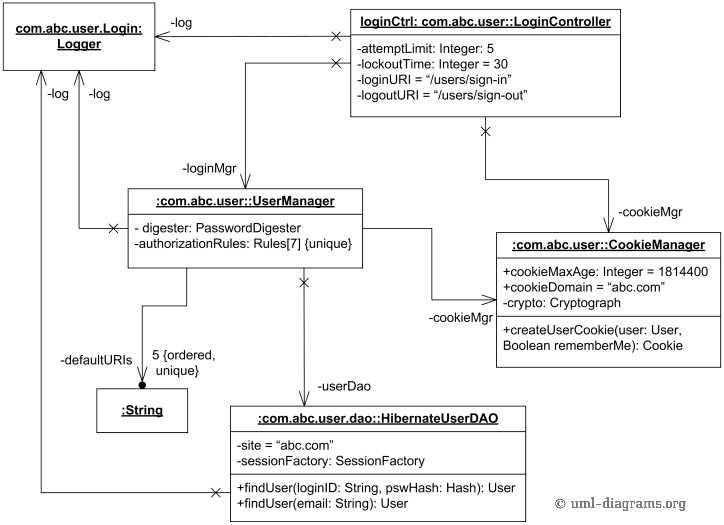 com.abc.user.Login:
Logger
-log
loginCtrl: com.abc.user::LoginController
-attemptLimit: Integer: 5
-lockoutTime: Integer = 30
-loginURI = “/users/sign-in”
-logoutURI = “/users/sign-out”
-log
-log
-loginMgr
:com.abc.user::UserManager
- digester: PasswordDigester
-authorizationRules: Rules[7] {unique}
-cookieMgr
:com.abc.user::CookieManager
+cookieMaxAge: Integer = 1814400
+cookieDomain = “abc.com”
-crypto: Cryptograph
+createUserCookie(user: User,
Boolean rememberMe): Cookie
-cookieMgr
-defaultURIs
5 {ordered,
unique}
:String
-userDao
:com.abc.user.dao::HibernateUserDAO
-site = “abc.com”
-sessionFactory: SessionFactory
+findUser(loginID: String, pswHash: Hash): User
+findUser(email: String): User
© uml-diagrams.org